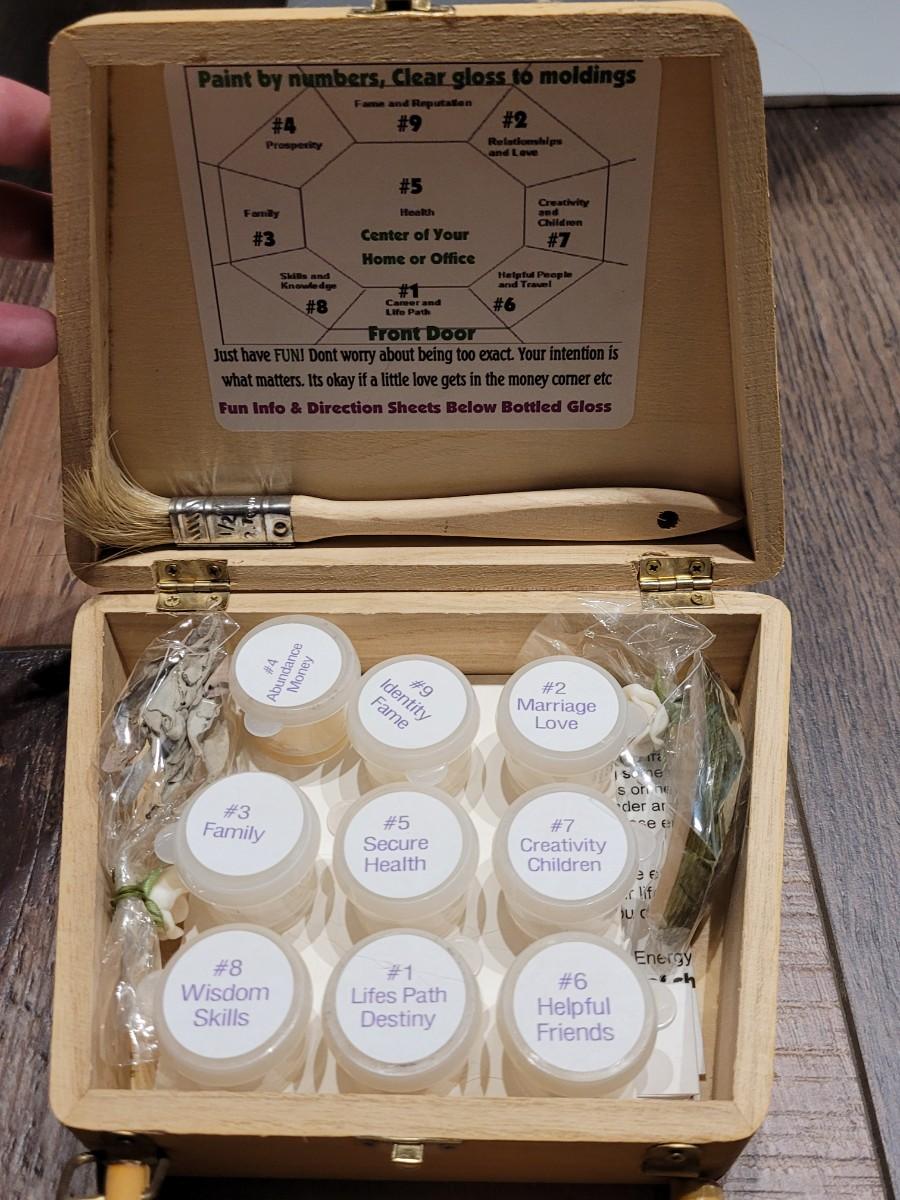 Paint by numbers, Clear gloss to moldings
Fame and Reputation
#9
#4
Prosperity
#2
Relationships
and Love
#5
Health
Center of Your
Home or Office
Family
#3
Creativity
and
Children
#7
Skills and
Knowledge
#8
#1
Career and
Life Path
Helpful People
and Travel
#6
Front Door
Just have FUN! Dont worry about being too exact. Your intention is
what matters. Its okay if a little love gets in the money corner etc
Fun Info & Direction Sheets Below Bottled Gloss
1/2
#4
Abundance
Money
#9
Identity
Fame
#2
Marriage
Love
#3
Family
#5
Secure
Health
#7
Creativity
Children
#8
Wisdom
Skills
#1
Lifes Path
Destiny
#6
Helpful
Friends
Energy